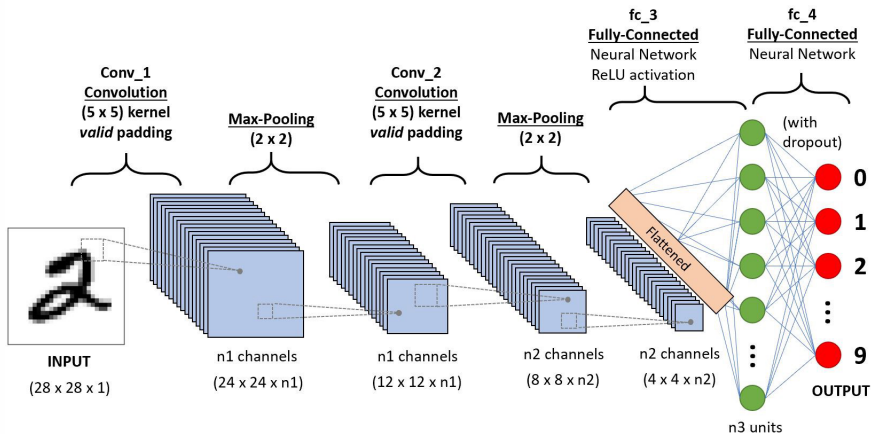 fc_3
Fully-Connected
Neural Network
ReLU activation
fc_4
Fully-Connected
Neural Network
Conv_1
Convolution
(5 x 5) kernel
valid padding
Max-Pooling
(2 x 2)
Conv_2
Convolution
(5 x 5) kernel
valid padding
Max-Pooling
(2 x 2)
(with
dropout)
Flattened
0
1
2
9
INPUT
(28 x 28 x 1)
n1 channels
(24 x 24 x n1)
n1 channels
(12 x 12 x n1)
n2 channels
(8 x 8 x n2)
n2 channels
(4 x 4 x n2)
OUTPUT
n3 units